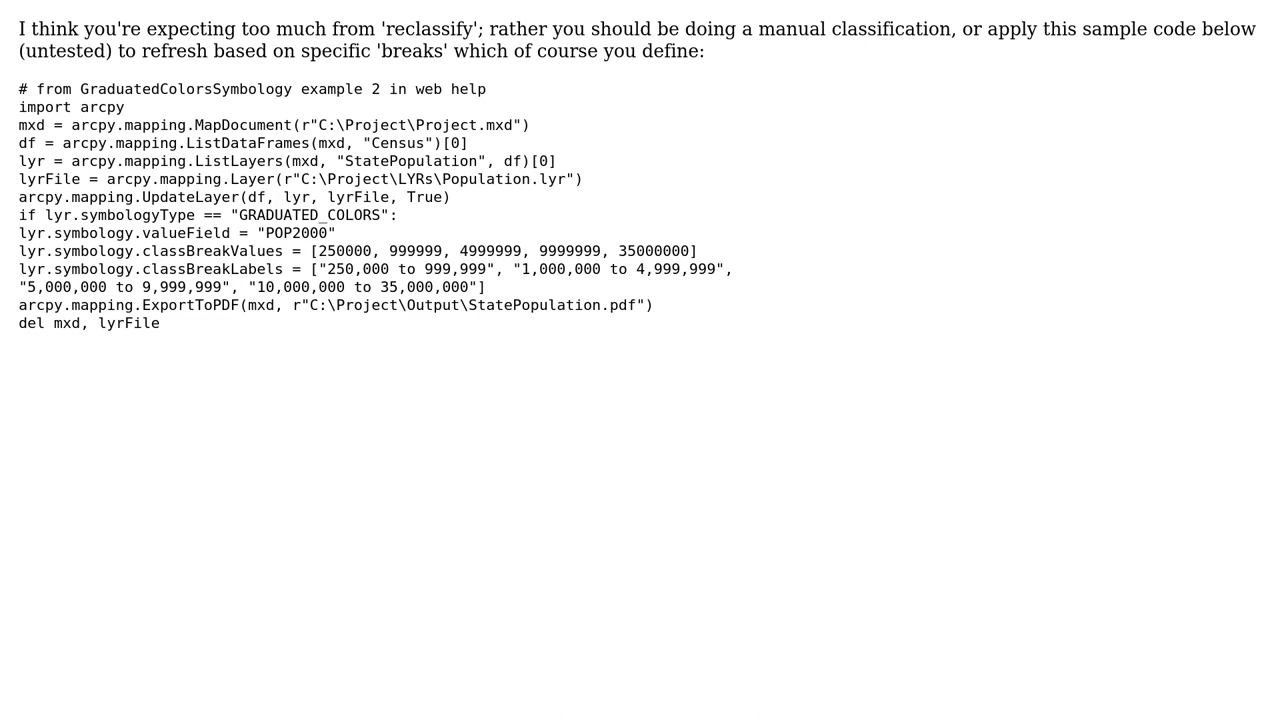 I think you're expecting too much from 'reclassify'; rather you should be doing a manual classification, or apply this sample code below
(untested) to refresh based on specific 'breaks' which of course you define:
# from GraduatedColorsSymbology example 2 in web help
import arcpy
mxd = arcpy.mapping.MapDocument(r"C:\Project\Project.mxd")
df = arcpy.mapping.ListDataFrames(mxd, "Census")[0]
lyr = arcpy.mapping.ListLayers(mxd, "StatePopulation", df)[0]
lyrFile = arcpy.mapping.Layer(r"C:\Project\LYRs\Population.lyr")
arcpy.mapping.UpdateLayer(df, lyr, lyrFile, True)
if lyr.symbologyType == "GRADUATED_COLORS":
lyr.symbology.valueField = "POP2000"
lyr.symbology.classBreakValues = [250000, 999999, 4999999, 9999999, 35000000]
lyr.symbology.classBreakLabels = ["250,000 to 999,999", "1,000,000 to 4,999,999",
"5,000,000 to 9,999,999", "10,000,000 to 35,000,000"]
arcpy.mapping.ExportToPDF(mxd, r"C:\Project\Output\StatePopulation.pdf")
del mxd, lyrFile